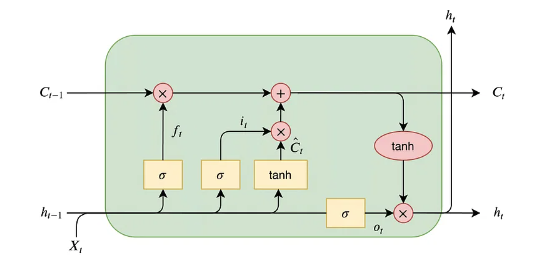 h_t
C_{t-1} × + C_t
f_t i_t × Ĉ_t tanh
σ σ tanh
h_{t-1} σ o_t × h_t
X_t